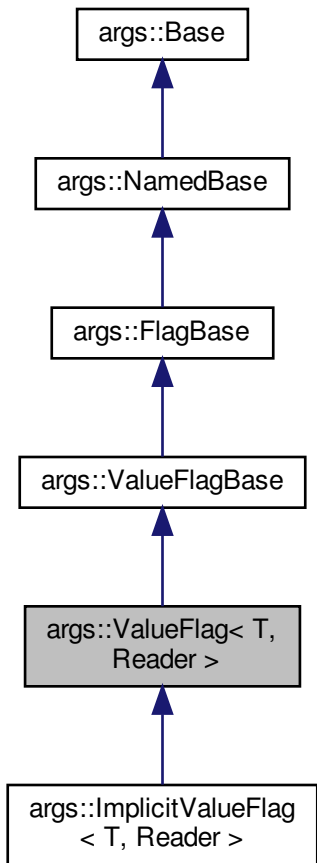 args::Base
args::NamedBase
args::FlagBase
args::ValueFlagBase
args::ValueFlag< T,
Reader >
args::ImplicitValueFlag
< T, Reader >